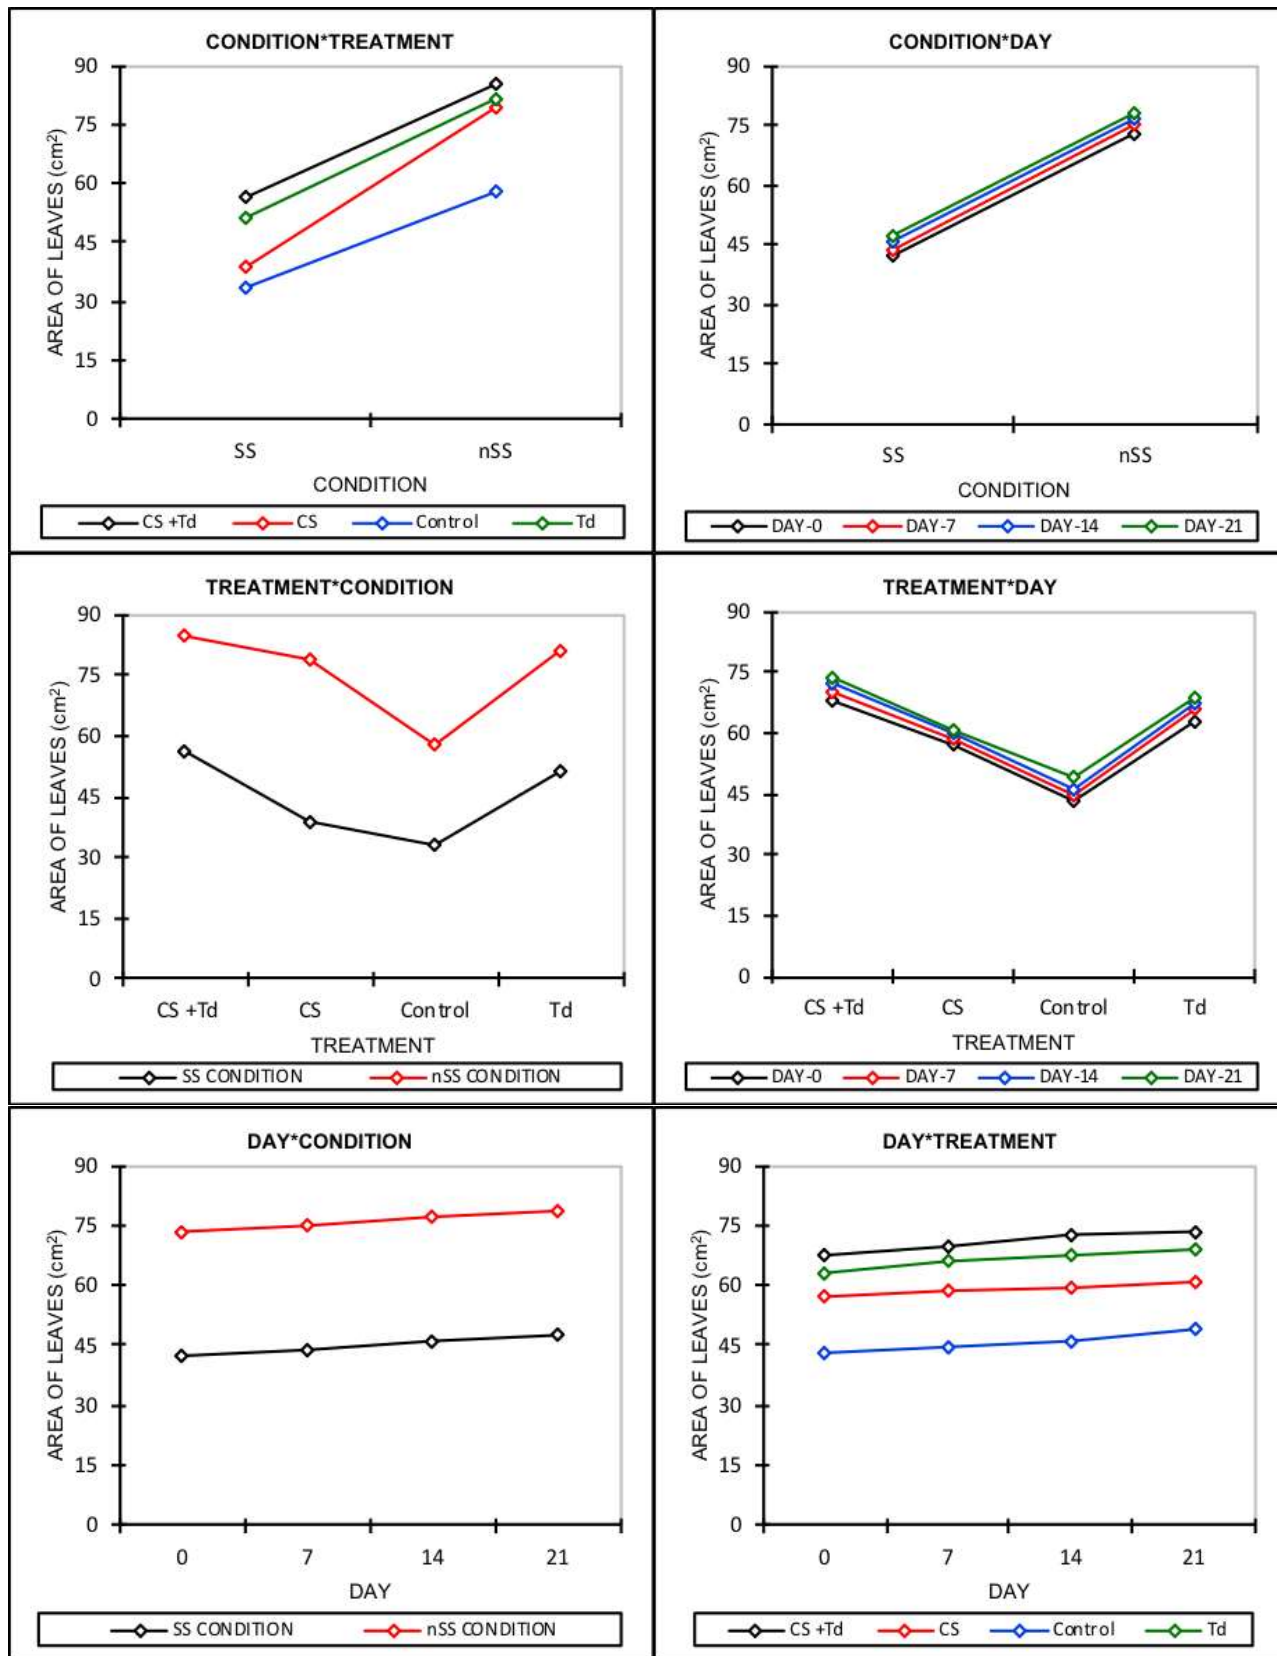 CONDITION*TREATMENT
90
75
60
45
30
15
0
AREA OF LEAVES (cm²)
SS nSS
CONDITION
CS +Td CS Control Td
CONDITION*DAY
90
75
60
45
30
15
0
AREA OF LEAVES (cm²)
SS nSS
CONDITION
DAY-0 DAY-7 DAY-14 DAY-21
TREATMENT*CONDITION
90
75
60
45
30
15
0
AREA OF LEAVES (cm²)
CS +Td CS Control Td
TREATMENT
SS CONDITION nSS CONDITION
TREATMENT*DAY
90
75
60
45
30
15
0
AREA OF LEAVES (cm²)
CS +Td CS Control Td
TREATMENT
DAY-0 DAY-7 DAY-14 DAY-21
DAY*CONDITION
90
75
60
45
30
15
0
AREA OF LEAVES (cm²)
0 7 14 21
DAY
SS CONDITION nSS CONDITION
DAY*TREATMENT
90
75
60
45
30
15
0
AREA OF LEAVES (cm²)
0 7 14 21
DAY
CS +Td CS Control Td